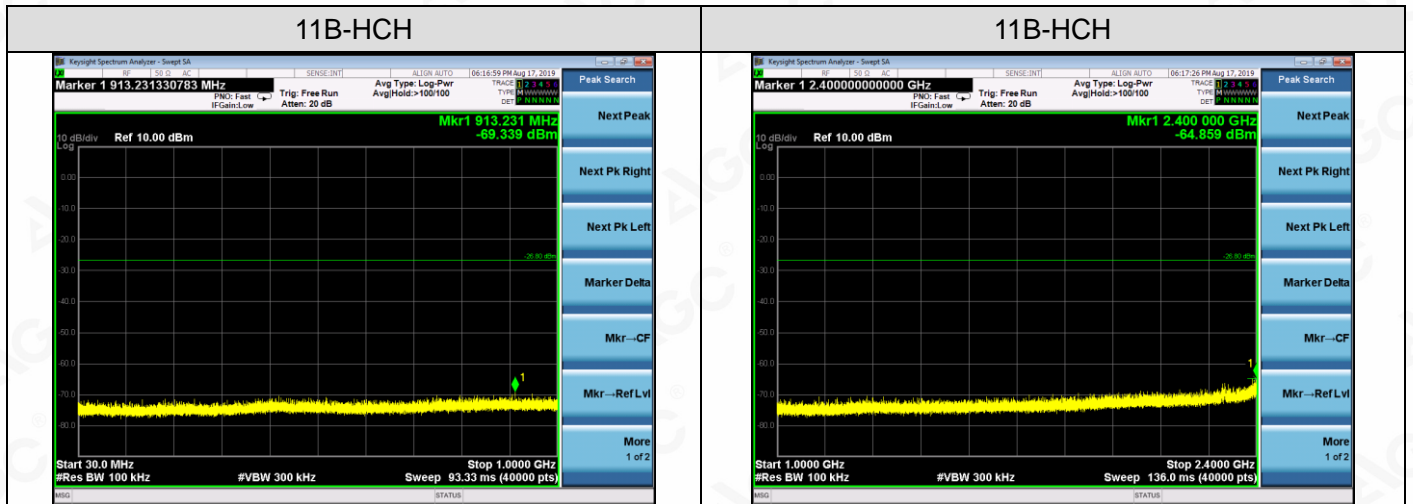 11B-HCH
Keysight Spectrum Analyzer - Swept SA
RF 50 Ω AC SENSE:INT ALIGN AUTO 06:16:59 PM Aug 17, 2019
Marker 1 913.231330783 MHz
PNO: Fast
IFGain:Low
Trig: Free Run
Atten: 20 dB
Avg Type: Log-Pwr
Avg|Hold:>100/100
TRACE 1 2 3 4 5 6
TYPE M WWWWW
DET P NNNNN
Mkr1 913.231 MHz
-69.339 dBm
10 dB/div Ref 10.00 dBm
Log
0.00
-10.0
-20.0
-26.80 dBm
-30.0
-40.0
-50.0
-60.0
-70.0
-80.0
1
Start 30.0 MHz Stop 1.0000 GHz
#Res BW 100 kHz #VBW 300 kHz Sweep 93.33 ms (40000 pts)
MSG STATUS
Peak Search
Next Peak
Next Pk Right
Next Pk Left
Marker Delta
Mkr→CF
Mkr→Ref Lvl
More
1 of 2
11B-HCH
Keysight Spectrum Analyzer - Swept SA
RF 50 Ω AC SENSE:INT ALIGN AUTO 06:17:26 PM Aug 17, 2019
Marker 1 2.400000000000 GHz
PNO: Fast
IFGain:Low
Trig: Free Run
Atten: 20 dB
Avg Type: Log-Pwr
Avg|Hold:>100/100
TRACE 1 2 3 4 5 6
TYPE M WWWWW
DET P NNNNN
Mkr1 2.400 000 GHz
-64.859 dBm
10 dB/div Ref 10.00 dBm
Log
0.00
-10.0
-20.0
-26.80 dBm
-30.0
-40.0
-50.0
-60.0
-70.0
-80.0
1
Start 1.0000 GHz Stop 2.4000 GHz
#Res BW 100 kHz #VBW 300 kHz Sweep 136.0 ms (40000 pts)
MSG STATUS
Peak Search
Next Peak
Next Pk Right
Next Pk Left
Marker Delta
Mkr→CF
Mkr→Ref Lvl
More
1 of 2